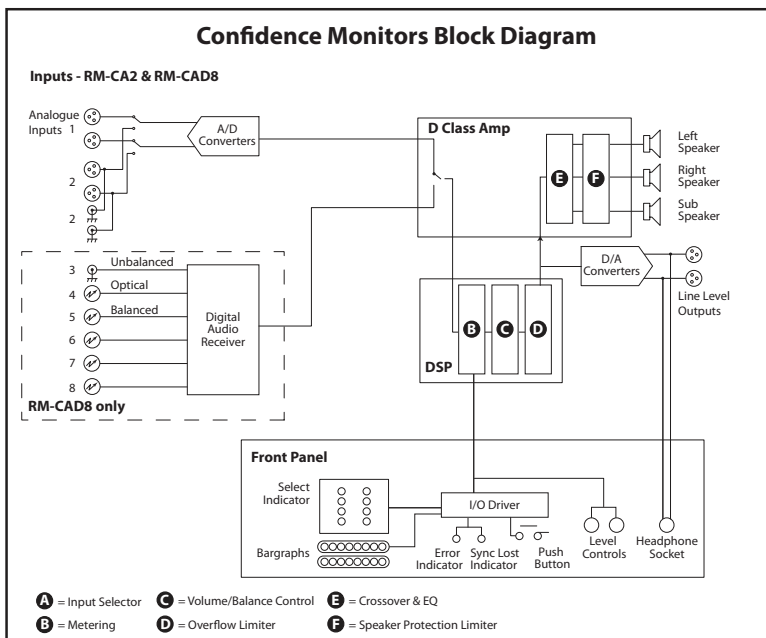 Confidence Monitors Block Diagram
Inputs - RM-CA2 & RM-CAD8
Analogue
Inputs 1
2
2
A/D
Converters
D Class Amp
E
F
Left
Speaker
Right
Speaker
Sub
Speaker
D/A
Converters
Line Level
Outputs
3 Unbalanced
4 Optical
5 Balanced
6
7
8
Digital
Audio
Receiver
RM-CAD8 only
B
C
D
DSP
Front Panel
Select
Indicator
I/O Driver
Bargraphs
Error
Indicator
Sync Lost
Indicator
Push
Button
Level
Controls
Headphone
Socket
A = Input Selector C = Volume/Balance Control E = Crossover & EQ
B = Metering D = Overflow Limiter F = Speaker Protection Limiter